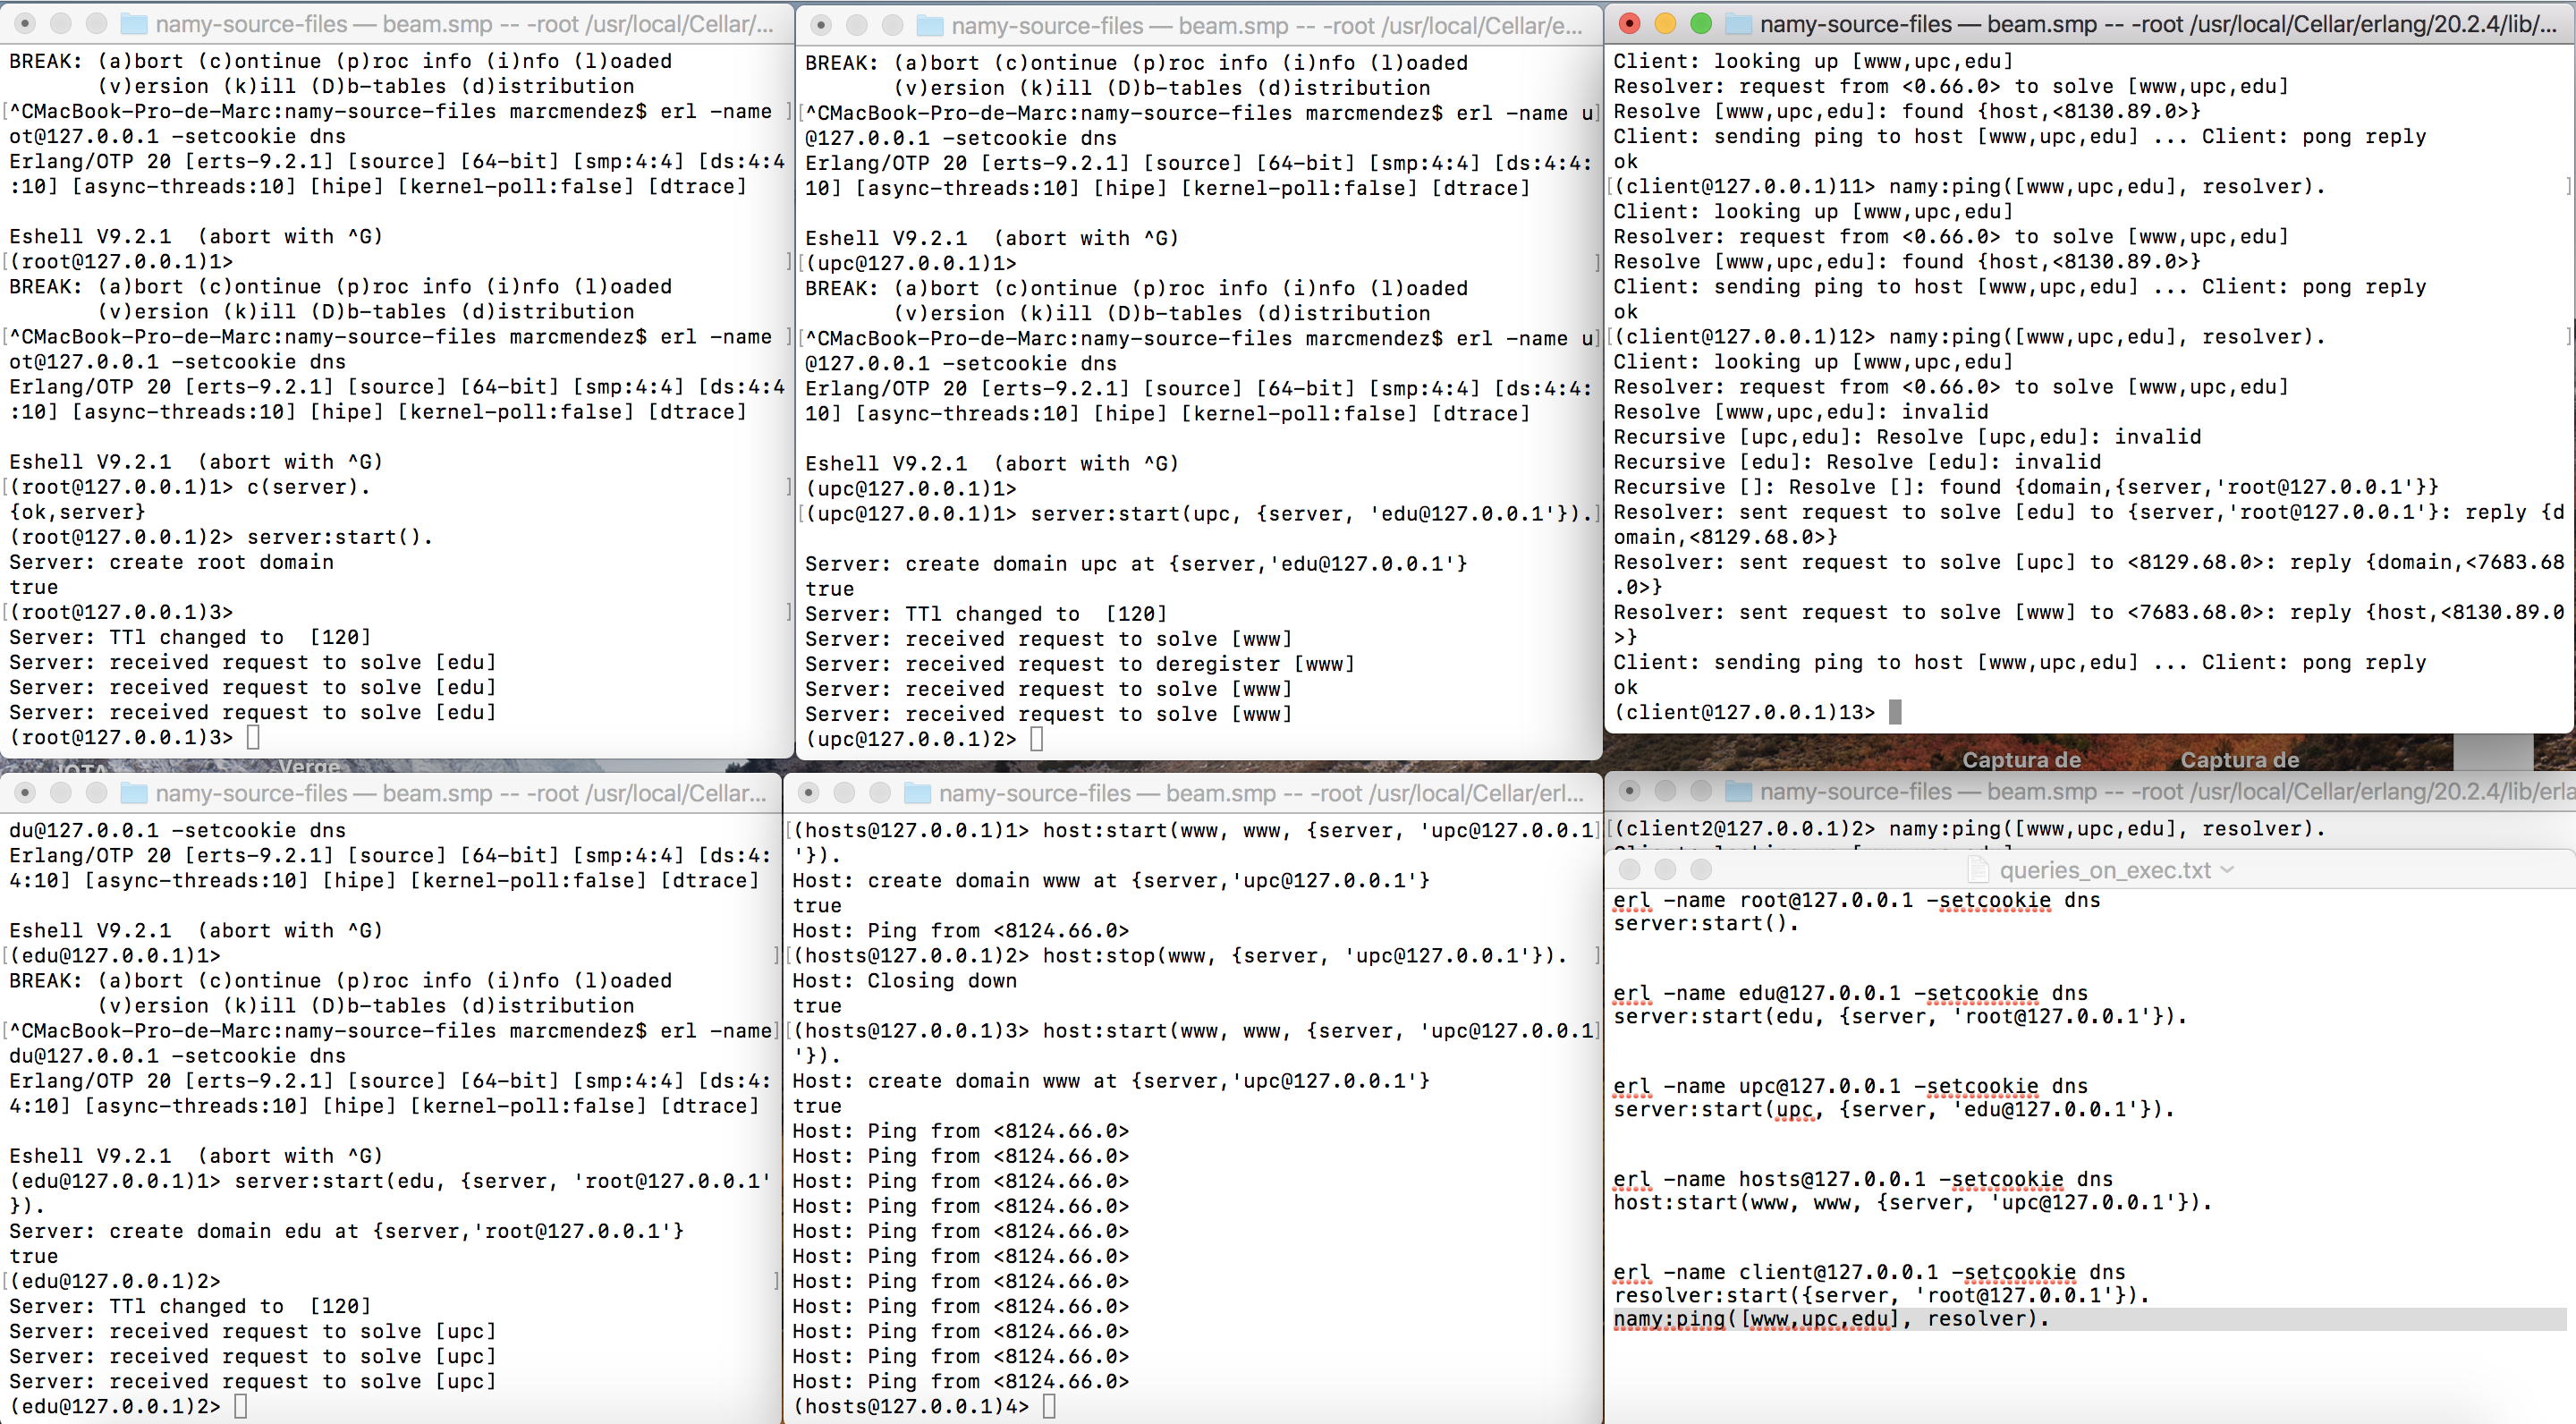 namy-source-files — beam.smp -- -root /usr/local/Cellar/...
BREAK: (a)bort (c)ontinue (p)roc info (i)nfo (l)oaded
(v)ersion (k)ill (D)b-tables (d)istribution
[^CMacBook-Pro-de-Marc:namy-source-files marcmendez$ erl -name ]
ot@127.0.0.1 -setcookie dns
Erlang/OTP 20 [erts-9.2.1] [source] [64-bit] [smp:4:4] [ds:4:4
:10] [async-threads:10] [hipe] [kernel-poll:false] [dtrace]
Eshell V9.2.1  (abort with ^G)
[(root@127.0.0.1)1> ]
BREAK: (a)bort (c)ontinue (p)roc info (i)nfo (l)oaded
(v)ersion (k)ill (D)b-tables (d)istribution
[^CMacBook-Pro-de-Marc:namy-source-files marcmendez$ erl -name ]
ot@127.0.0.1 -setcookie dns
Erlang/OTP 20 [erts-9.2.1] [source] [64-bit] [smp:4:4] [ds:4:4
:10] [async-threads:10] [hipe] [kernel-poll:false] [dtrace]
Eshell V9.2.1  (abort with ^G)
[(root@127.0.0.1)1> c(server). ]
{ok,server}
(root@127.0.0.1)2> server:start().
Server: create root domain
true
[(root@127.0.0.1)3> ]
Server: TTl changed to  [120]
Server: received request to solve [edu]
Server: received request to solve [edu]
Server: received request to solve [edu]
(root@127.0.0.1)3>
namy-source-files — beam.smp -- -root /usr/local/Cellar/e...
BREAK: (a)bort (c)ontinue (p)roc info (i)nfo (l)oaded
(v)ersion (k)ill (D)b-tables (d)istribution
[^CMacBook-Pro-de-Marc:namy-source-files marcmendez$ erl -name u]
@127.0.0.1 -setcookie dns
Erlang/OTP 20 [erts-9.2.1] [source] [64-bit] [smp:4:4] [ds:4:4:
10] [async-threads:10] [hipe] [kernel-poll:false] [dtrace]
Eshell V9.2.1  (abort with ^G)
[(upc@127.0.0.1)1> ]
BREAK: (a)bort (c)ontinue (p)roc info (i)nfo (l)oaded
(v)ersion (k)ill (D)b-tables (d)istribution
[^CMacBook-Pro-de-Marc:namy-source-files marcmendez$ erl -name u]
@127.0.0.1 -setcookie dns
Erlang/OTP 20 [erts-9.2.1] [source] [64-bit] [smp:4:4] [ds:4:4:
10] [async-threads:10] [hipe] [kernel-poll:false] [dtrace]
Eshell V9.2.1  (abort with ^G)
(upc@127.0.0.1)1>
[(upc@127.0.0.1)1> server:start(upc, {server, 'edu@127.0.0.1'}).]
Server: create domain upc at {server,'edu@127.0.0.1'}
true
Server: TTl changed to  [120]
Server: received request to solve [www]
Server: received request to deregister [www]
Server: received request to solve [www]
Server: received request to solve [www]
(upc@127.0.0.1)2>
namy-source-files — beam.smp -- -root /usr/local/Cellar/erlang/20.2.4/lib/...
Client: looking up [www,upc,edu]
Resolver: request from <0.66.0> to solve [www,upc,edu]
Resolve [www,upc,edu]: found {host,<8130.89.0>}
Client: sending ping to host [www,upc,edu] ... Client: pong reply
ok
[(client@127.0.0.1)11> namy:ping([www,upc,edu], resolver). ]
Client: looking up [www,upc,edu]
Resolver: request from <0.66.0> to solve [www,upc,edu]
Resolve [www,upc,edu]: found {host,<8130.89.0>}
Client: sending ping to host [www,upc,edu] ... Client: pong reply
ok
[(client@127.0.0.1)12> namy:ping([www,upc,edu], resolver). ]
Client: looking up [www,upc,edu]
Resolver: request from <0.66.0> to solve [www,upc,edu]
Resolve [www,upc,edu]: invalid
Recursive [upc,edu]: Resolve [upc,edu]: invalid
Recursive [edu]: Resolve [edu]: invalid
Recursive []: Resolve []: found {domain,{server,'root@127.0.0.1'}}
Resolver: sent request to solve [edu] to {server,'root@127.0.0.1'}: reply {d
omain,<8129.68.0>}
Resolver: sent request to solve [upc] to <8129.68.0>: reply {domain,<7683.68
.0>}
Resolver: sent request to solve [www] to <7683.68.0>: reply {host,<8130.89.0
>}
Client: sending ping to host [www,upc,edu] ... Client: pong reply
ok
(client@127.0.0.1)13>
IOTA
Verge
Captura de
Captura de
namy-source-files — beam.smp -- -root /usr/local/Cellar...
du@127.0.0.1 -setcookie dns
Erlang/OTP 20 [erts-9.2.1] [source] [64-bit] [smp:4:4] [ds:4:
4:10] [async-threads:10] [hipe] [kernel-poll:false] [dtrace]
Eshell V9.2.1  (abort with ^G)
[(edu@127.0.0.1)1> ]
BREAK: (a)bort (c)ontinue (p)roc info (i)nfo (l)oaded
(v)ersion (k)ill (D)b-tables (d)istribution
[^CMacBook-Pro-de-Marc:namy-source-files marcmendez$ erl -name]
du@127.0.0.1 -setcookie dns
Erlang/OTP 20 [erts-9.2.1] [source] [64-bit] [smp:4:4] [ds:4:
4:10] [async-threads:10] [hipe] [kernel-poll:false] [dtrace]
Eshell V9.2.1  (abort with ^G)
(edu@127.0.0.1)1> server:start(edu, {server, 'root@127.0.0.1'
}).
Server: create domain edu at {server,'root@127.0.0.1'}
true
[(edu@127.0.0.1)2> ]
Server: TTl changed to  [120]
Server: received request to solve [upc]
Server: received request to solve [upc]
Server: received request to solve [upc]
(edu@127.0.0.1)2>
namy-source-files — beam.smp -- -root /usr/local/Cellar/erl...
[(hosts@127.0.0.1)1> host:start(www, www, {server, 'upc@127.0.0.1]
'}).
Host: create domain www at {server,'upc@127.0.0.1'}
true
Host: Ping from <8124.66.0>
[(hosts@127.0.0.1)2> host:stop(www, {server, 'upc@127.0.0.1'}). ]
Host: Closing down
true
[(hosts@127.0.0.1)3> host:start(www, www, {server, 'upc@127.0.0.1]
'}).
Host: create domain www at {server,'upc@127.0.0.1'}
true
Host: Ping from <8124.66.0>
Host: Ping from <8124.66.0>
Host: Ping from <8124.66.0>
Host: Ping from <8124.66.0>
Host: Ping from <8124.66.0>
Host: Ping from <8124.66.0>
Host: Ping from <8124.66.0>
Host: Ping from <8124.66.0>
Host: Ping from <8124.66.0>
Host: Ping from <8124.66.0>
Host: Ping from <8124.66.0>
(hosts@127.0.0.1)4>
namy-source-files — beam.smp -- -root /usr/local/Cellar/erlang/20.2.4/lib/erla
[(client2@127.0.0.1)2> namy:ping([www,upc,edu], resolver).
queries_on_exec.txt
erl -name root@127.0.0.1 -setcookie dns
server:start().
erl -name edu@127.0.0.1 -setcookie dns
server:start(edu, {server, 'root@127.0.0.1'}).
erl -name upc@127.0.0.1 -setcookie dns
server:start(upc, {server, 'edu@127.0.0.1'}).
erl -name hosts@127.0.0.1 -setcookie dns
host:start(www, www, {server, 'upc@127.0.0.1'}).
erl -name client@127.0.0.1 -setcookie dns
resolver:start({server, 'root@127.0.0.1'}).
namy:ping([www,upc,edu], resolver).